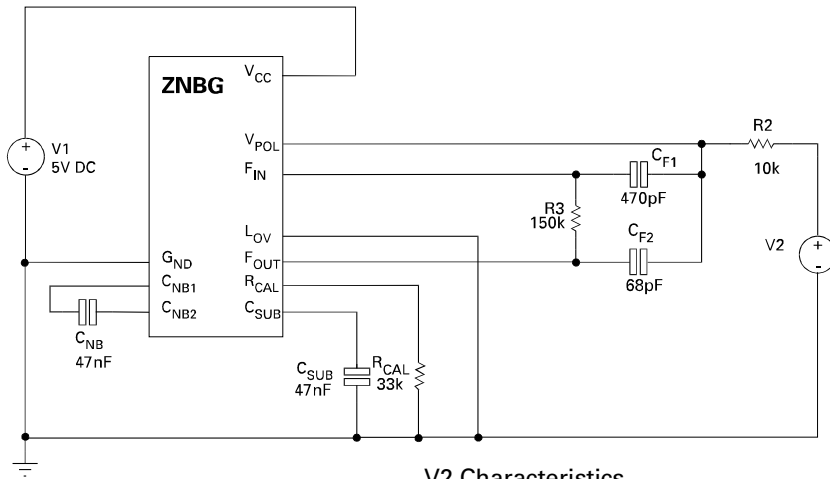 ZNBG
VCC
VPOL
FIN
LOV
FOUT
RCAL
CSUB
GND
CNB1
CNB2
V1
5V DC
CNB
47nF
CSUB
47nF
RCAL
33k
R3
150k
CF1
470pF
CF2
68pF
R2
10k
V2
V2 Characteristics
+
-
+
-